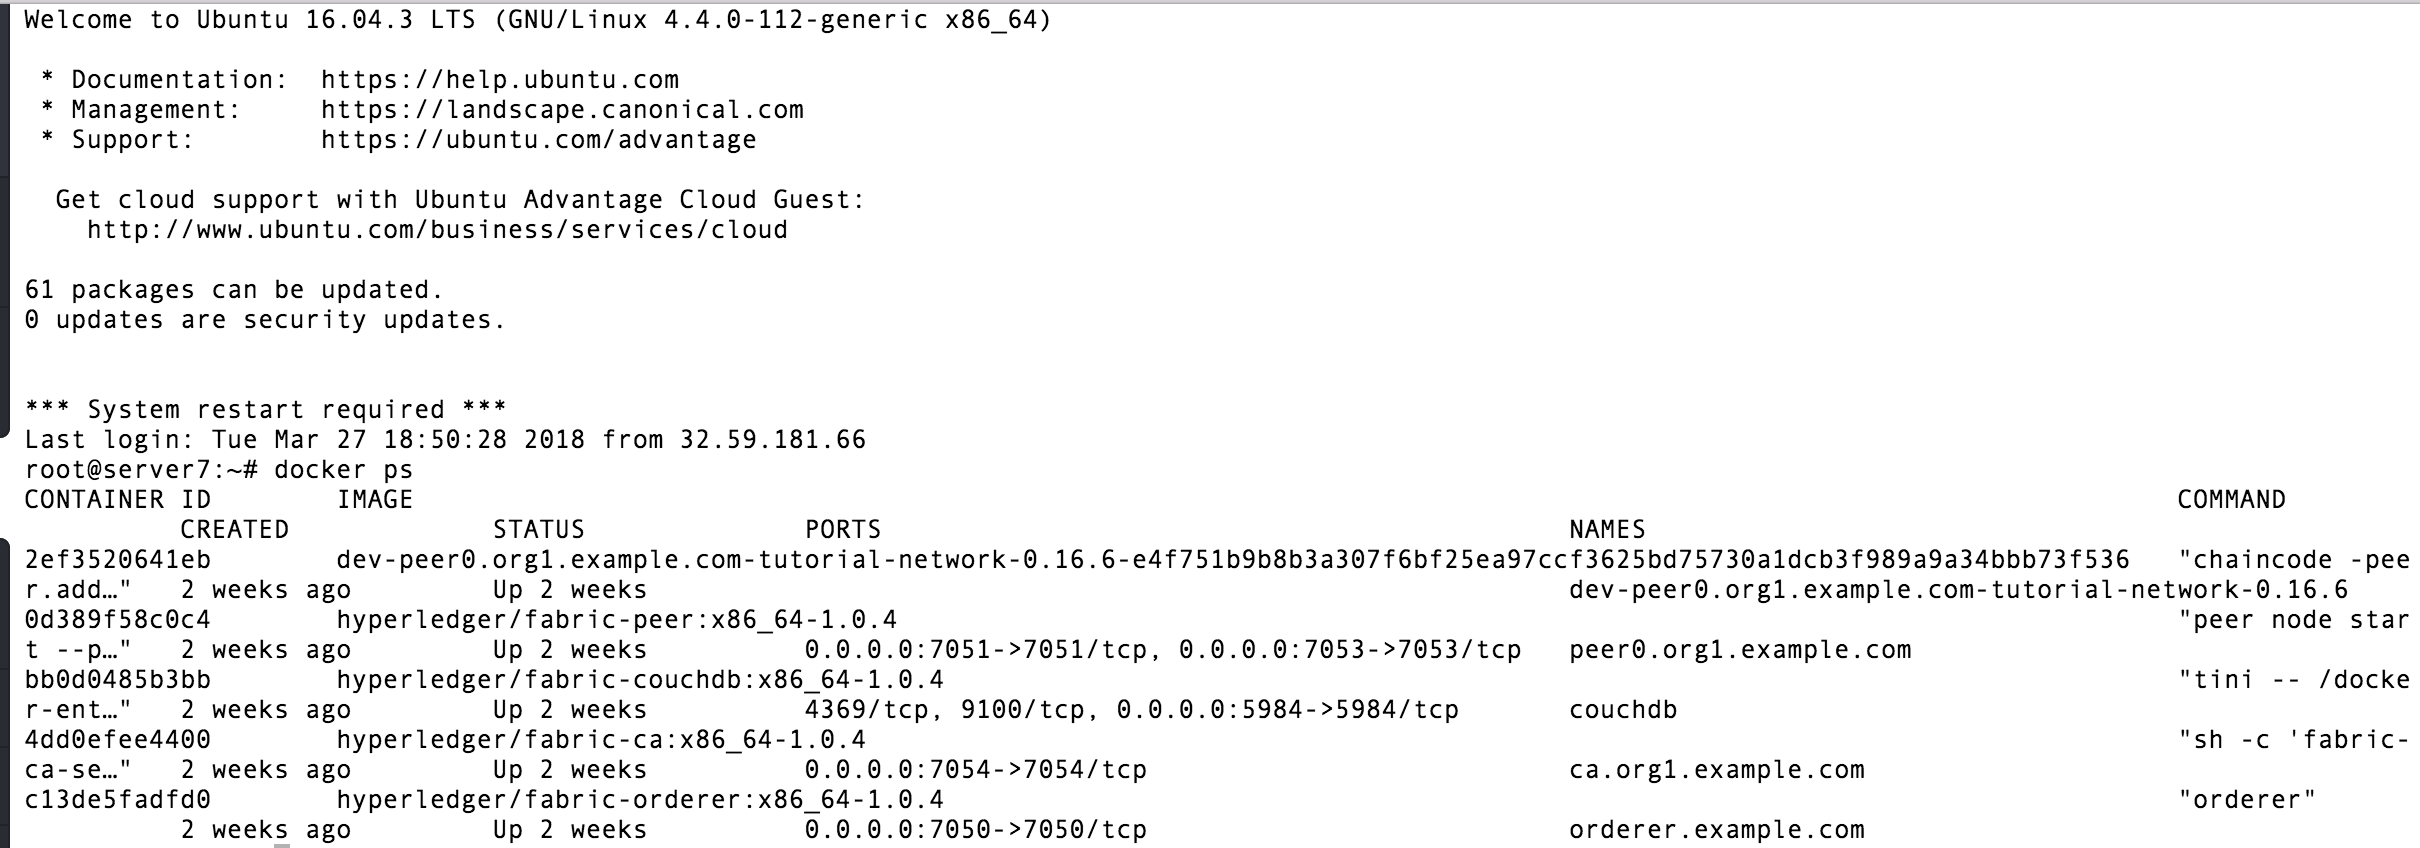 Welcome to Ubuntu 16.04.3 LTS (GNU/Linux 4.4.0-112-generic x86_64)
* Documentation:  https://help.ubuntu.com
* Management:     https://landscape.canonical.com
* Support:        https://ubuntu.com/advantage
Get cloud support with Ubuntu Advantage Cloud Guest:
http://www.ubuntu.com/business/services/cloud
61 packages can be updated.
0 updates are security updates.
*** System restart required ***
Last login: Tue Mar 27 18:50:28 2018 from 32.59.181.66
root@server7:~# docker ps
CONTAINER ID        IMAGE                                                                                                                 COMMAND
CREATED             STATUS              PORTS                                            NAMES
2ef3520641eb        dev-peer0.org1.example.com-tutorial-network-0.16.6-e4f751b9b8b3a307f6bf25ea97ccf3625bd75730a1dcb3f989a9a34bbb73f536   "chaincode -pee
r.add…"   2 weeks ago         Up 2 weeks                                                           dev-peer0.org1.example.com-tutorial-network-0.16.6
0d389f58c0c4        hyperledger/fabric-peer:x86_64-1.0.4                                                                                  "peer node star
t --p…"   2 weeks ago         Up 2 weeks          0.0.0.0:7051->7051/tcp, 0.0.0.0:7053->7053/tcp   peer0.org1.example.com
bb0d0485b3bb        hyperledger/fabric-couchdb:x86_64-1.0.4                                                                               "tini -- /docke
r-ent…"   2 weeks ago         Up 2 weeks          4369/tcp, 9100/tcp, 0.0.0.0:5984->5984/tcp       couchdb
4dd0efee4400        hyperledger/fabric-ca:x86_64-1.0.4                                                                                    "sh -c 'fabric-
ca-se…"   2 weeks ago         Up 2 weeks          0.0.0.0:7054->7054/tcp                           ca.org1.example.com
c13de5fadfd0        hyperledger/fabric-orderer:x86_64-1.0.4                                                                               "orderer"
2 weeks ago         Up 2 weeks          0.0.0.0:7050->7050/tcp                           orderer.example.com